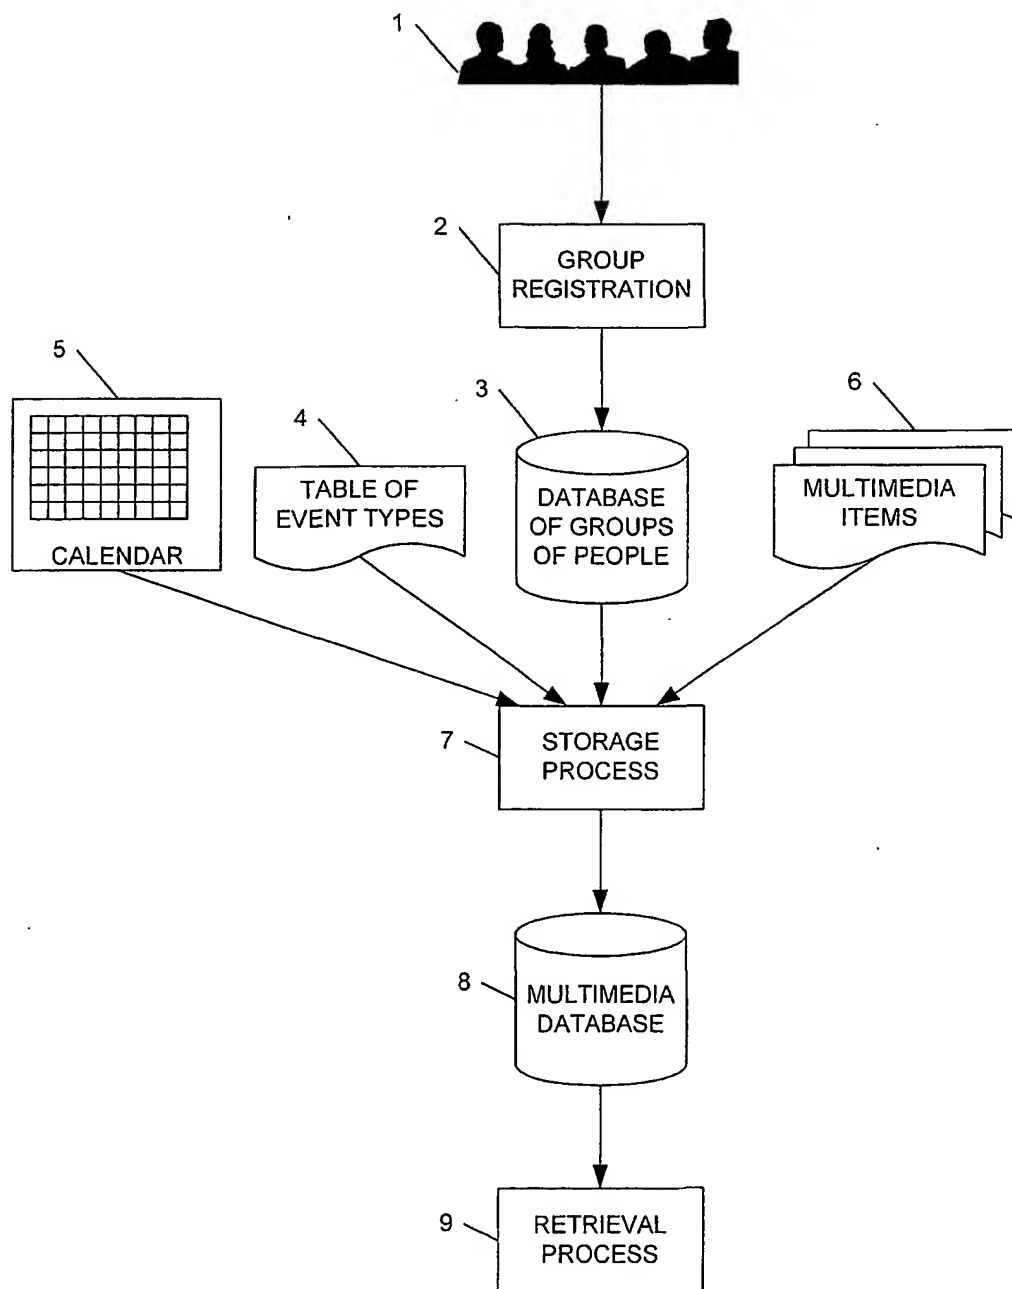 1
2
GROUP
REGISTRATION
5
CALENDAR
4
TABLE OF
EVENT TYPES
3
DATABASE
OF GROUPS
OF PEOPLE
6
MULTIMEDIA
ITEMS
7
STORAGE
PROCESS
8
MULTIMEDIA
DATABASE
9
RETRIEVAL
PROCESS